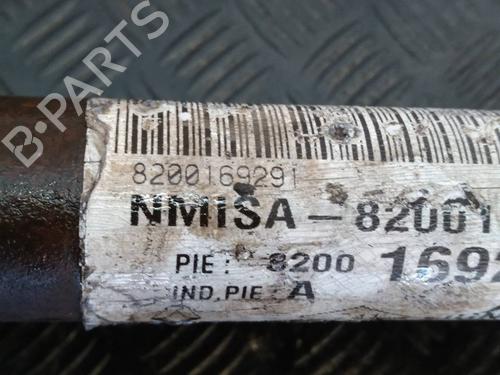 B-PARTS
8200169291
NMISA-82001
PIE: 8200 1692
IND.PIE: A